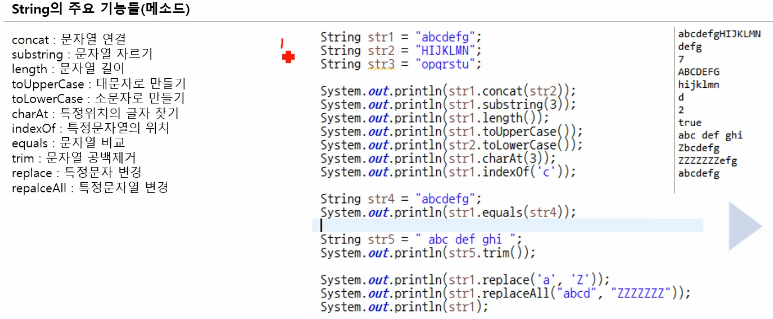 String의 주요 기능들(메소드)
concat : 문자열 연결
substring : 문자열 자르기
length : 문자열 길이
toUpperCase : 대문자로 만들기
toLowerCase : 소문자로 만들기
charAt : 특정위치의 글자 찾기
indexOf : 특정문자열의 위치
equals : 문자열 비교
trim : 문자열 공백제거
replace : 특정문자 변경
repalceAll : 특정문자열 변경
String str1 = "abcdefg";
String str2 = "HIJKLMN";
String str3 = "opqrstu";
System.out.println(str1.concat(str2));
System.out.println(str1.substring(3));
System.out.println(str1.length());
System.out.println(str1.toUpperCase());
System.out.println(str2.toLowerCase());
System.out.println(str1.charAt(3));
System.out.println(str1.indexOf('c'));
String str4 = "abcdefg";
System.out.println(str1.equals(str4));
String str5 = " abc def ghi ";
System.out.println(str5.trim());
System.out.println(str1.replace('a', 'Z'));
System.out.println(str1.replaceAll("abcd", "ZZZZZZZ"));
System.out.println(str1);
abcdefgHIJKLMN
defg
7
ABCDEFG
hijklmn
d
2
true
abc def ghi
Zbcdefg
ZZZZZZZefg
abcdefg